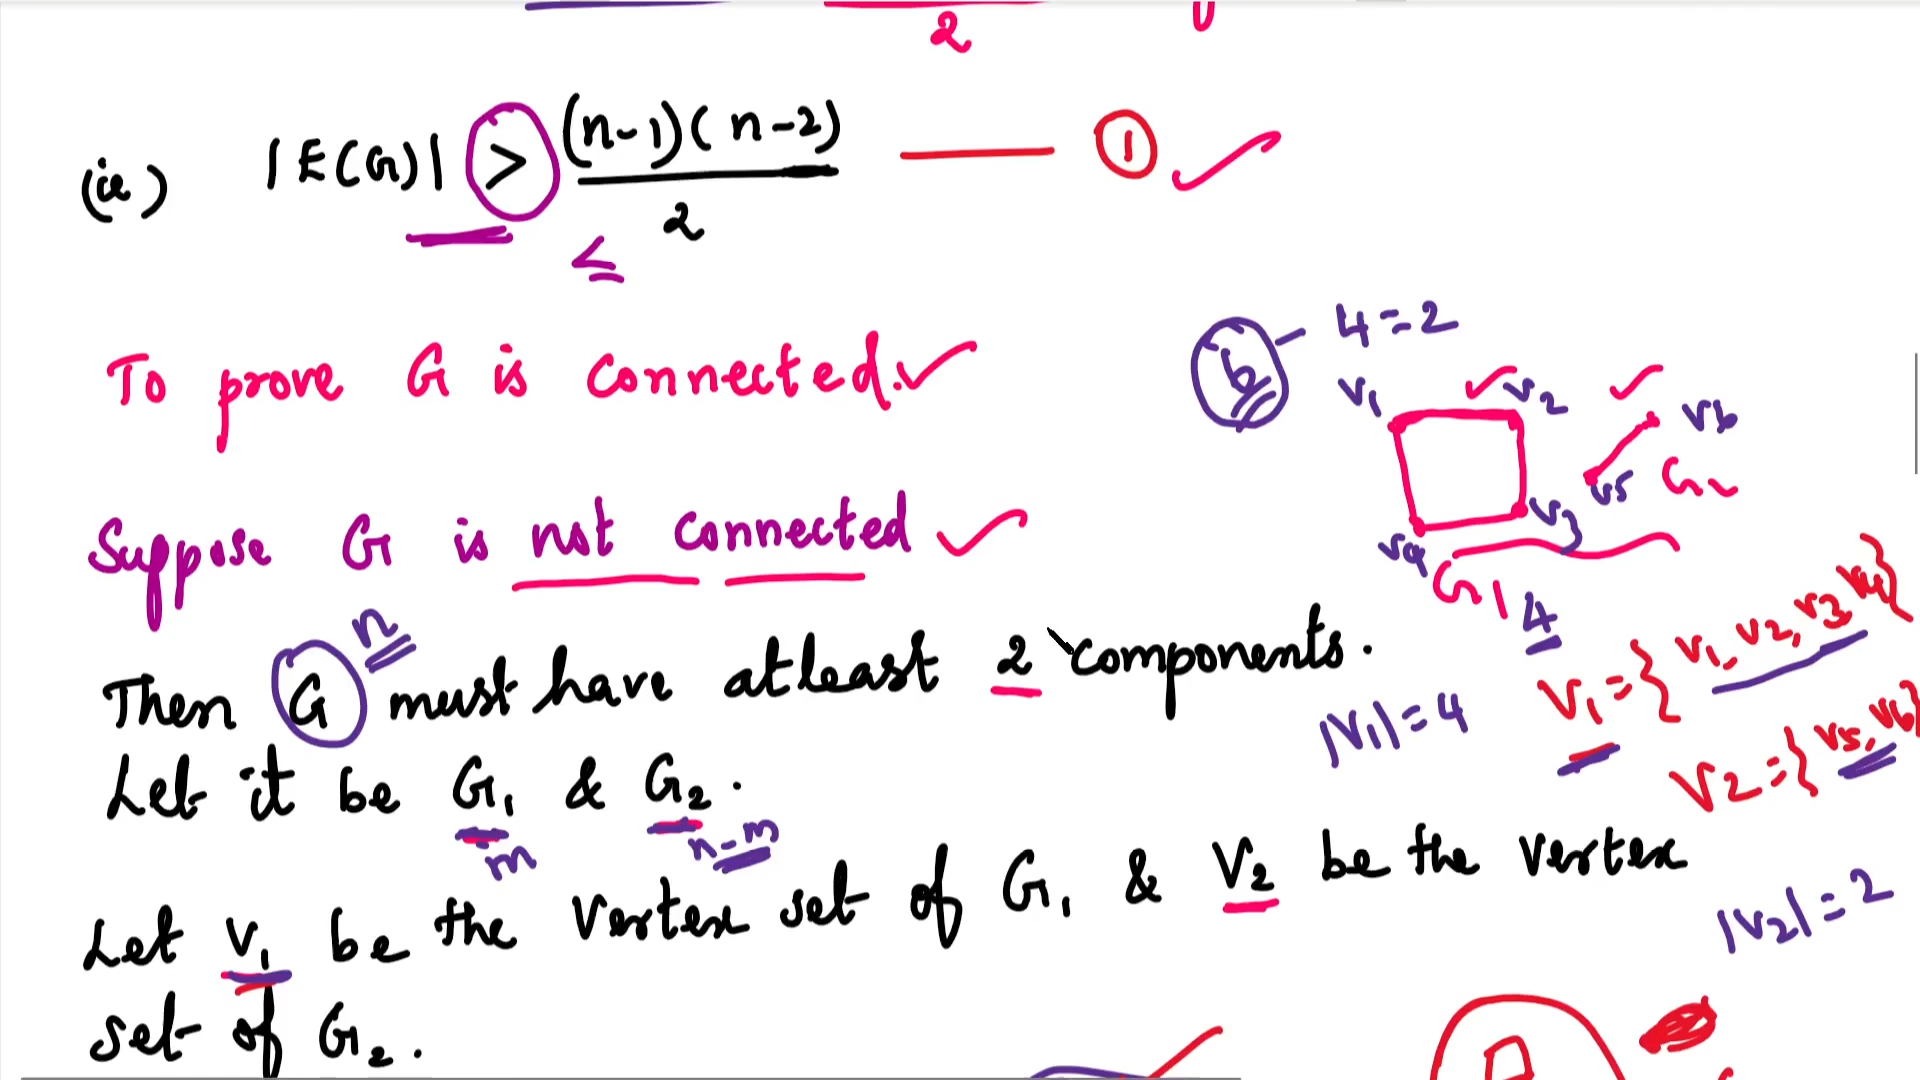 2
(ie) |E(G)| > (n-1)(n-2) / 2 ——— ①
≤
To prove G is connected.
6 - 4 = 2
v1 v2 v6
v5 G2
v4 v3
G1
Suppose G is not connected
n
4
Then G must have atleast 2 components.
|V1| = 4
V1 = { v1, v2, v3, v4 }
V2 = { v5, v6 }
Let it be G1 & G2.
m n-m
Let V1 be the vertex set of G1 & V2 be the vertex
|V2| = 2
set of G2.